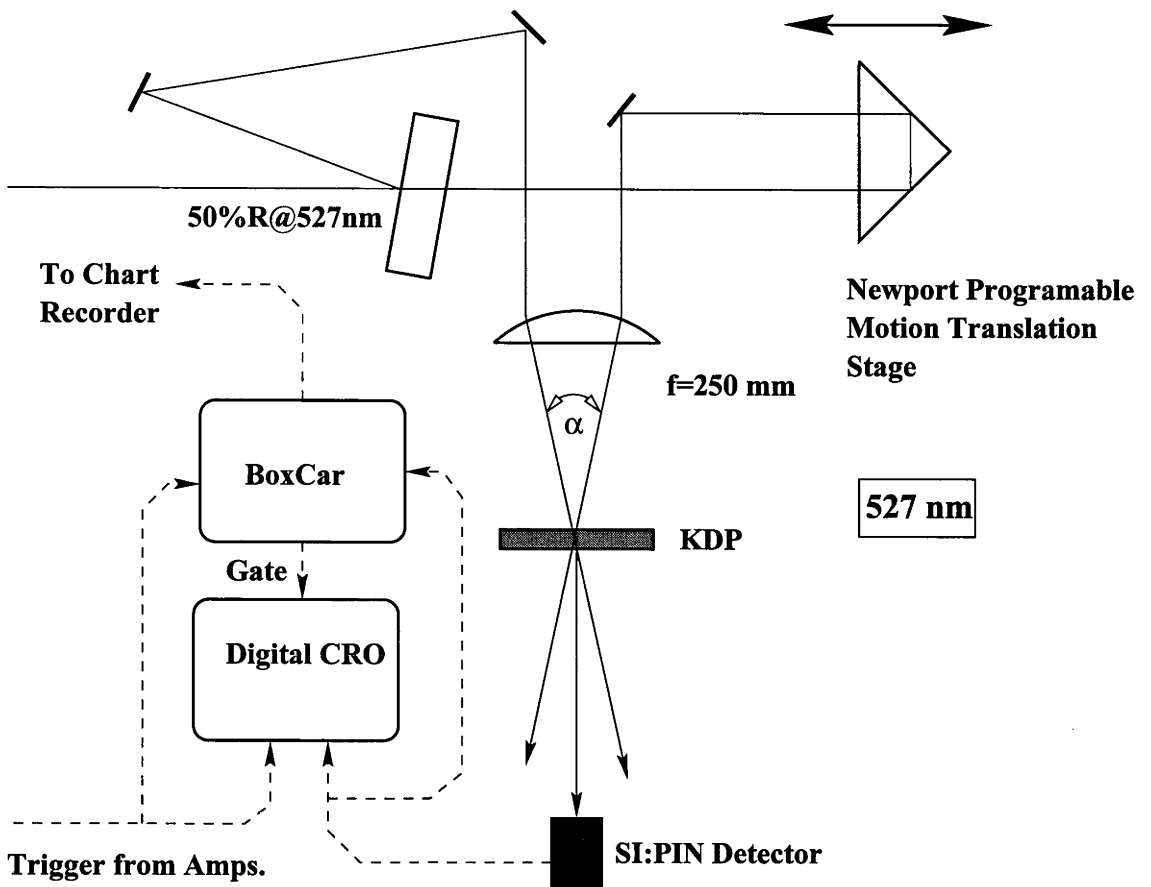 50%R@527nm
To Chart
Recorder
Newport Programable
Motion Translation
Stage
f=250 mm
α
BoxCar
527 nm
KDP
Gate
Digital CRO
Trigger from Amps.
SI:PIN Detector